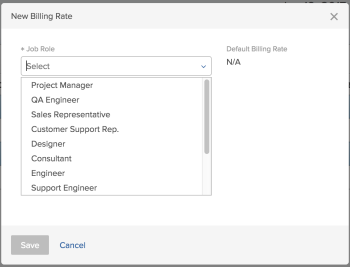 New Billing Rate
* Job Role
Default Billing Rate
Select
N/A
Project Manager
QA Engineer
Sales Representative
Customer Support Rep.
Designer
Consultant
Engineer
Support Engineer
Save
Cancel